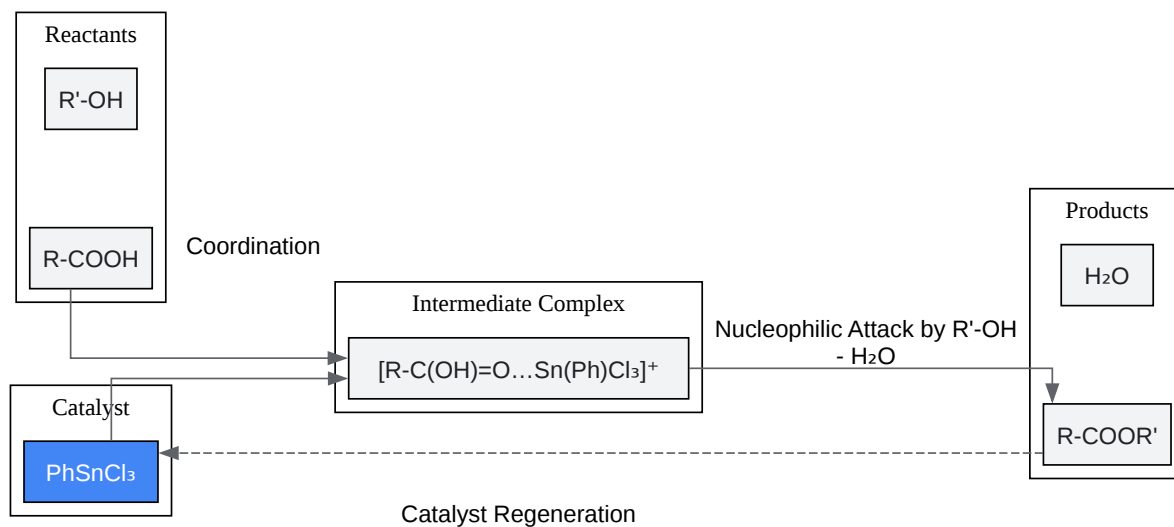 Reactants
R'-OH
R-COOH
Coordination
Catalyst
PhSnCl₃
Intermediate Complex
[R-C(OH)=O…Sn(Ph)Cl₃]⁺
Nucleophilic Attack by R'-OH
- H₂O
Products
H₂O
R-COOR'
Catalyst Regeneration